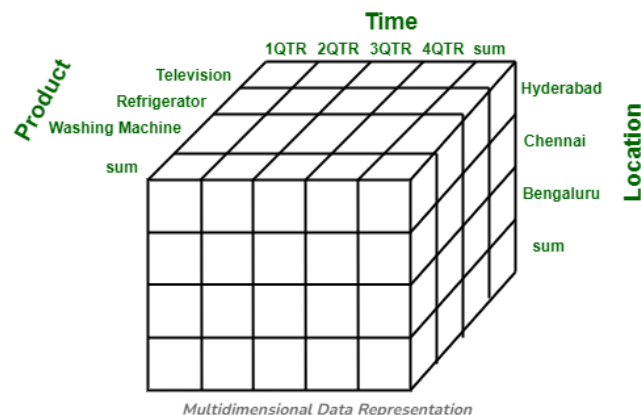 Time
1QTR 2QTR 3QTR 4QTR sum
Product
Television
Refrigerator
Washing Machine
sum
Hyderabad
Chennai
Bengaluru
sum
Location
Multidimensional Data Representation